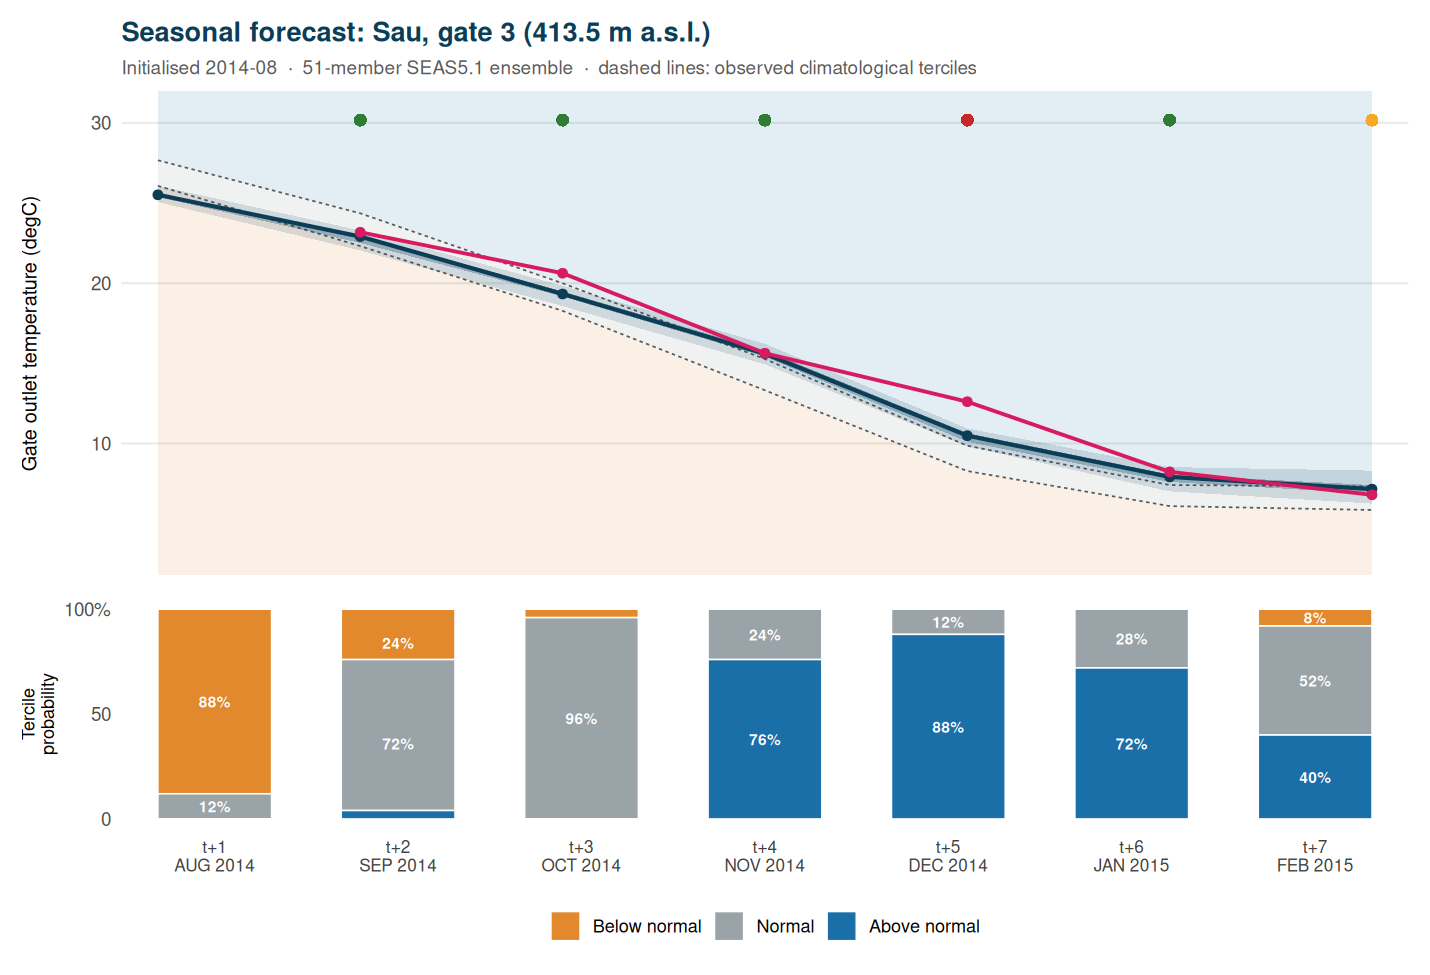 Seasonal forecast: Sau, gate 3 (413.5 m a.s.l.)
Initialised 2014-08 · 51-member SEAS5.1 ensemble · dashed lines: observed climatological terciles
30
20
10
Gate outlet temperature (degC)
100%
50
0
Tercile
probability
88%
12%
24%
72%
96%
24%
76%
12%
88%
28%
72%
8%
52%
40%
t+1
AUG 2014
t+2
SEP 2014
t+3
OCT 2014
t+4
NOV 2014
t+5
DEC 2014
t+6
JAN 2015
t+7
FEB 2015
Below normal
Normal
Above normal